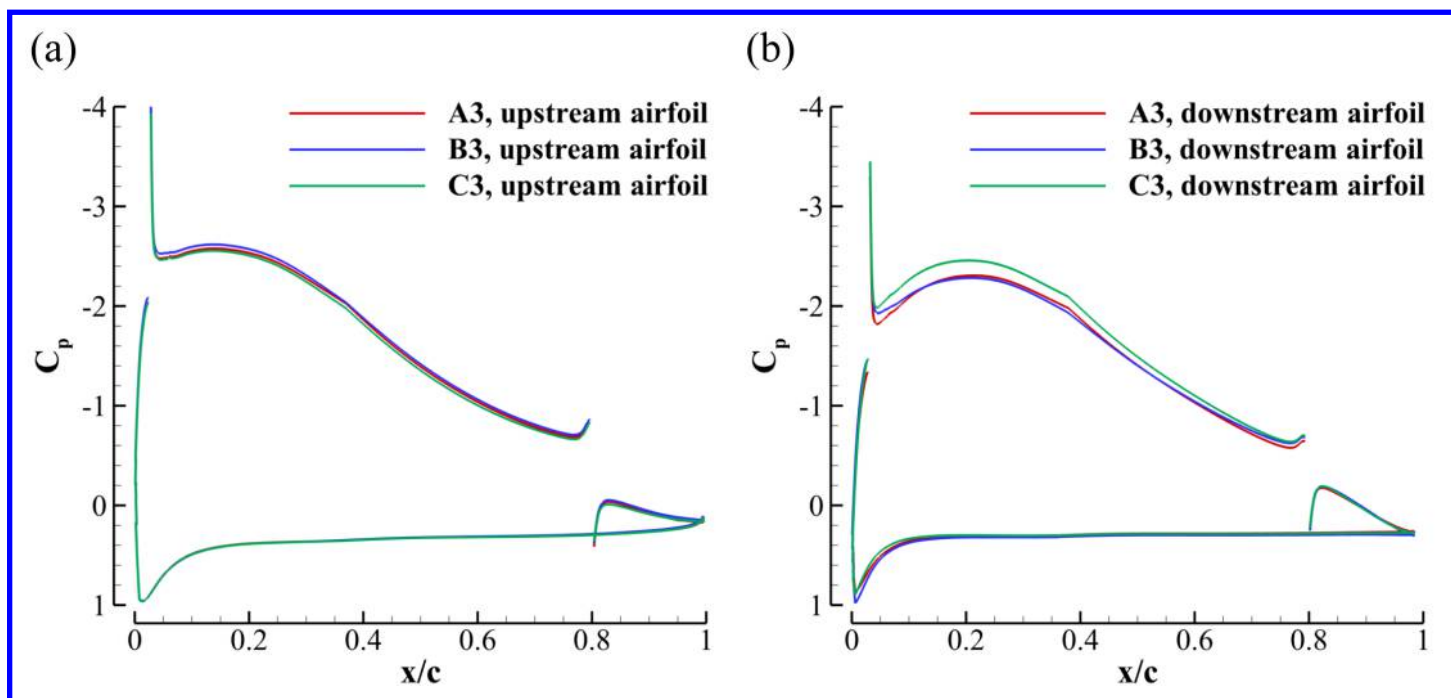 (a)
-4
-3
-2
-1
0
1
C_p
A3, upstream airfoil
B3, upstream airfoil
C3, upstream airfoil
0 0.2 0.4 0.6 0.8 1
x/c
(b)
-4
-3
-2
-1
0
1
C_p
A3, downstream airfoil
B3, downstream airfoil
C3, downstream airfoil
0 0.2 0.4 0.6 0.8 1
x/c